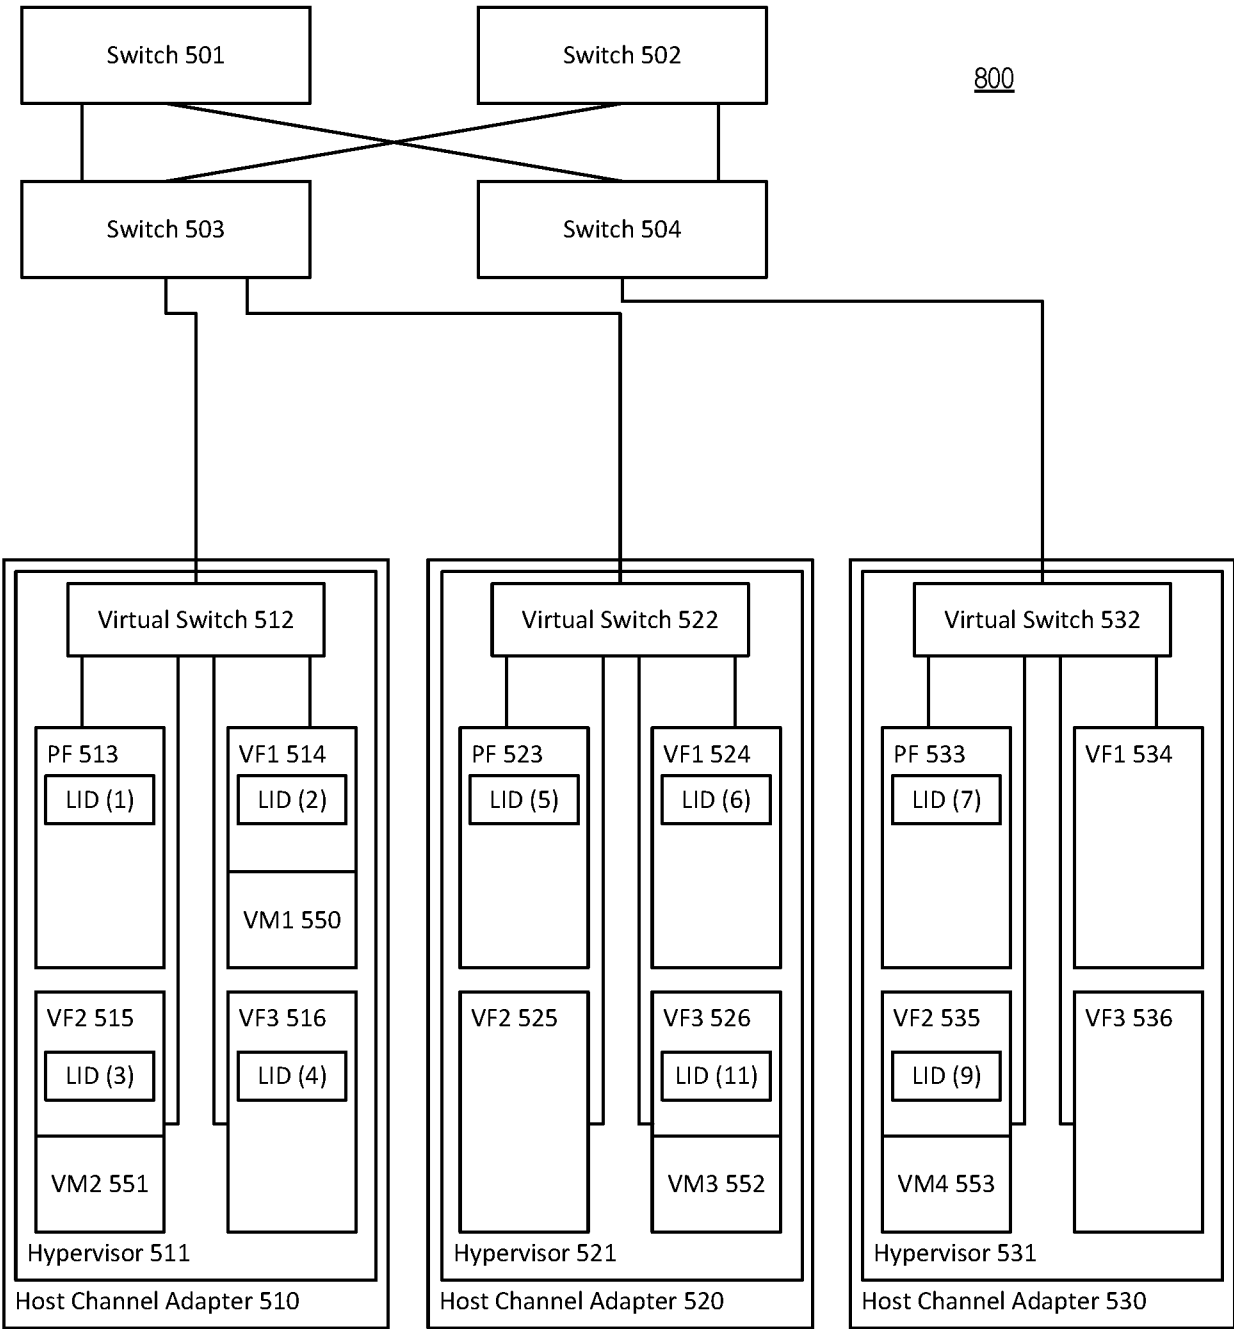 Switch 501
Switch 502
800
Switch 503
Switch 504
Virtual Switch 512
Virtual Switch 522
Virtual Switch 532
PF 513
LID (1)
VF1 514
LID (2)
VM1 550
PF 523
LID (5)
VF1 524
LID (6)
PF 533
LID (7)
VF1 534
VF2 515
LID (3)
VM2 551
VF3 516
LID (4)
VF2 525
VF3 526
LID (11)
VM3 552
VF2 535
LID (9)
VM4 553
VF3 536
Hypervisor 511
Hypervisor 521
Hypervisor 531
Host Channel Adapter 510
Host Channel Adapter 520
Host Channel Adapter 530